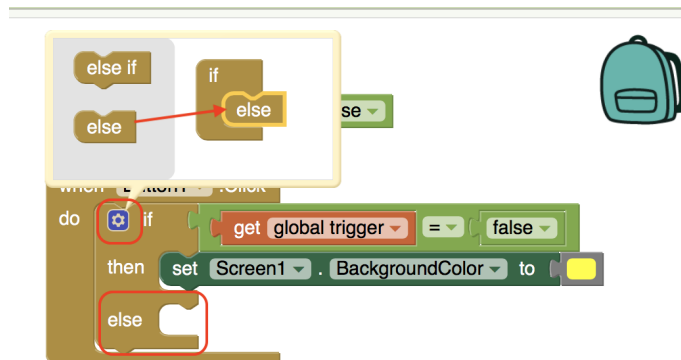 else if
if
else
else
se
when Button1 .Click
do if get global trigger = false
then set Screen1 . BackgroundColor to
else